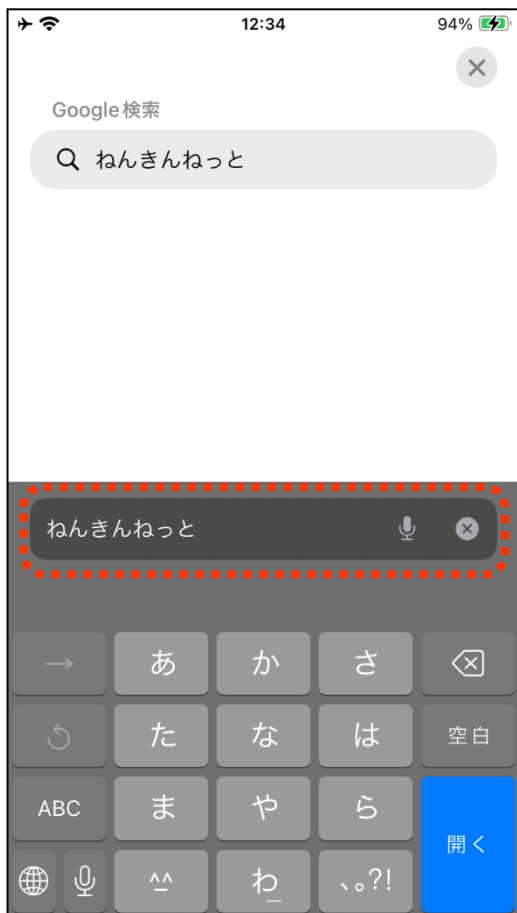 12:34 94%
Google検索
ねんきんねっと
ねんきんねっと
→ あ か さ
た な は 空白
ABC ま や ら
開く
^^ わ_ 、。?!